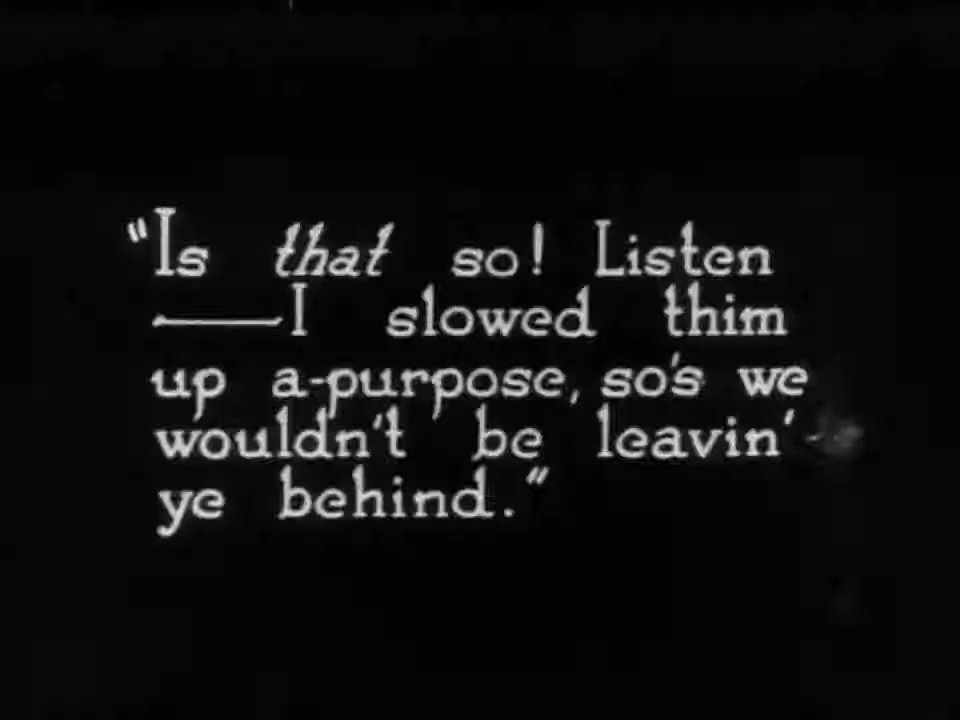 "Is that so! Listen
——I slowed thim
up a-purpose, so's we
wouldn't be leavin'
ye behind."